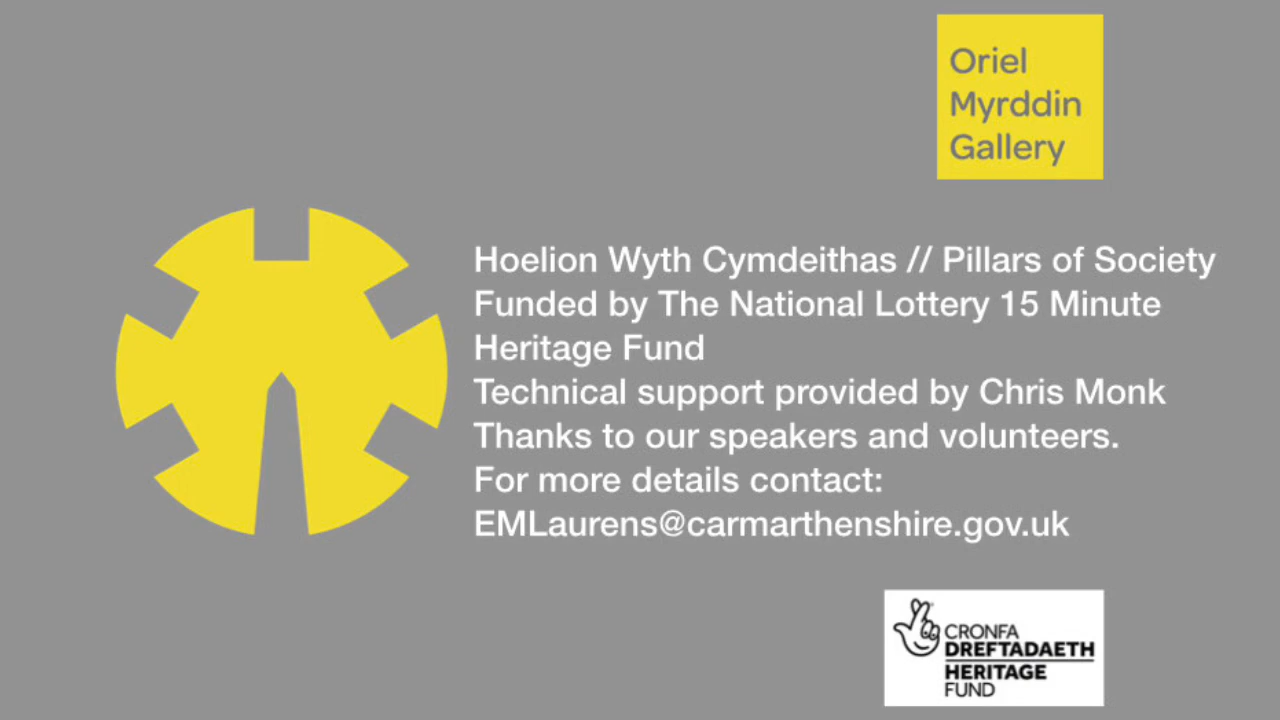 Oriel
Myrddin
Gallery
Hoelion Wyth Cymdeithas // Pillars of Society
Funded by The National Lottery 15 Minute
Heritage Fund
Technical support provided by Chris Monk
Thanks to our speakers and volunteers.
For more details contact:
EMLaurens@carmarthenshire.gov.uk
CRONFA
DREFTADAETH
HERITAGE
FUND